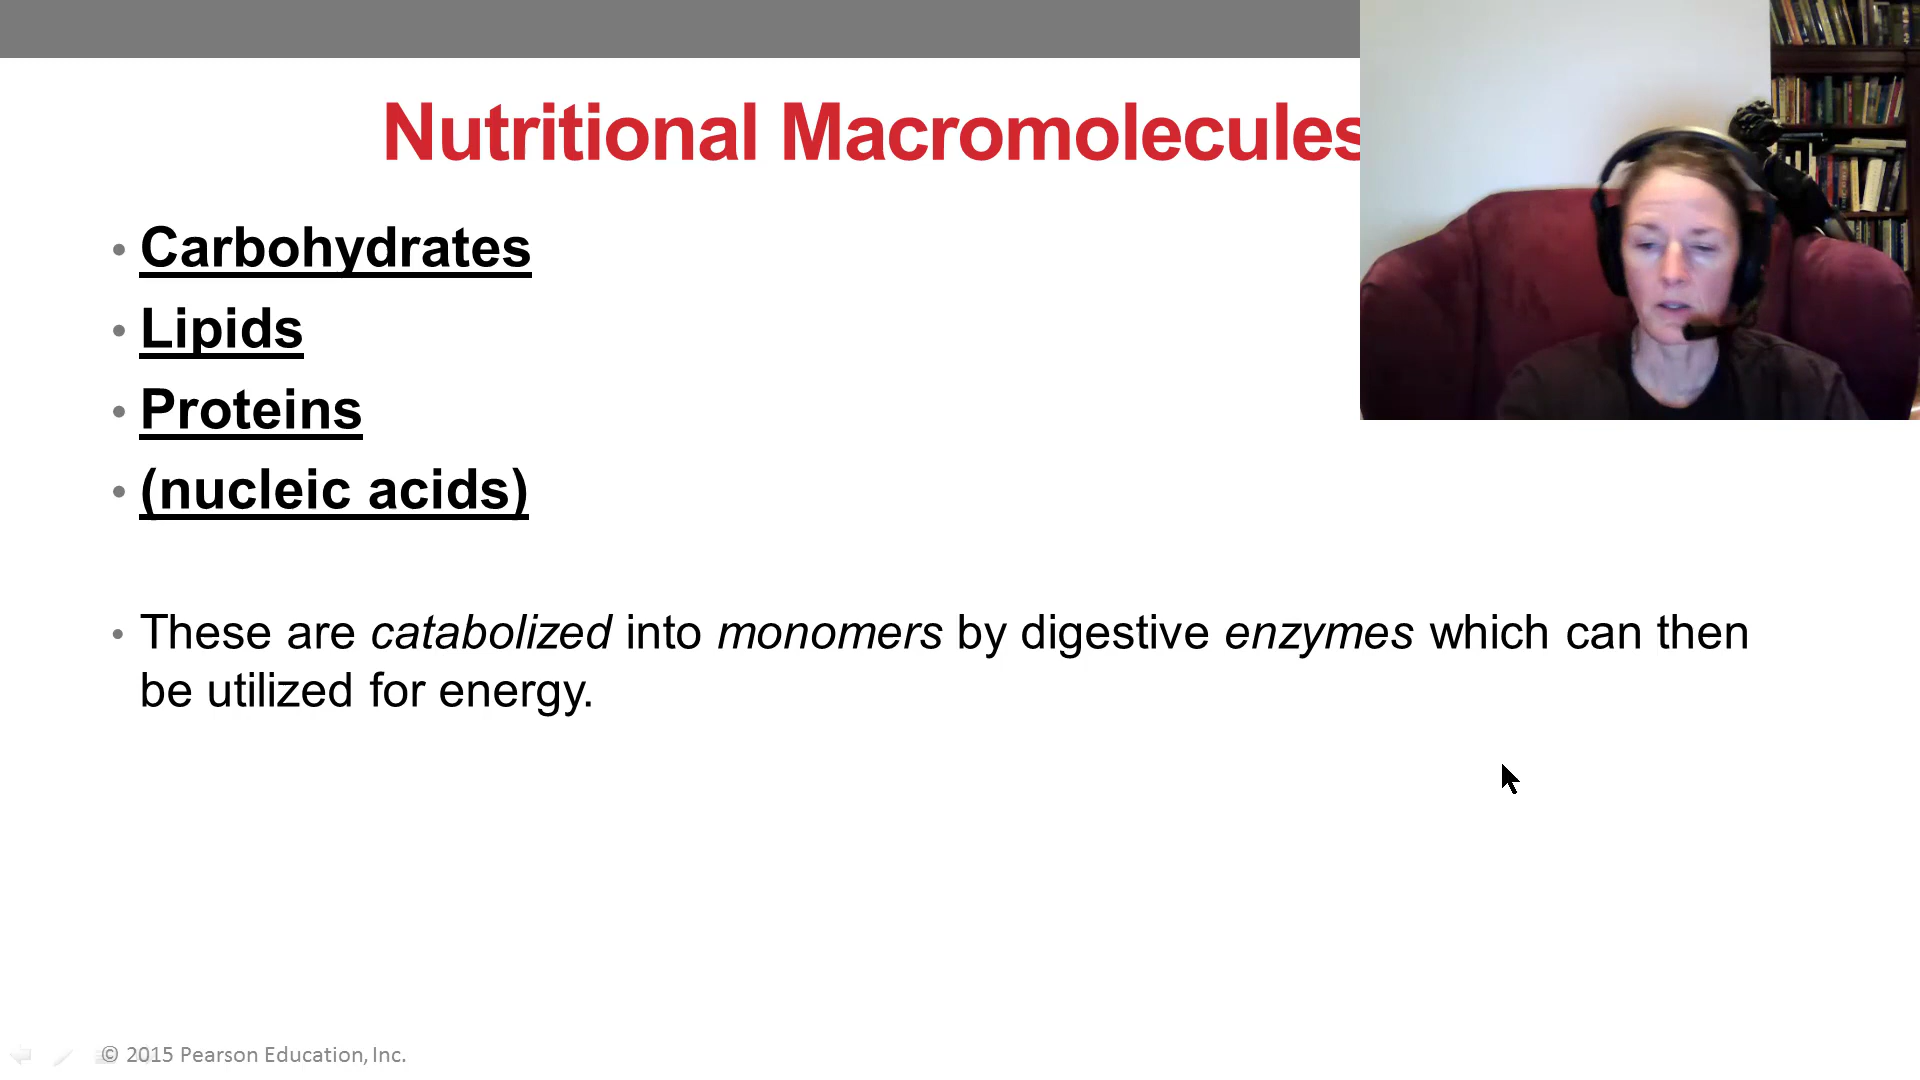 Nutritional Macromolecules
• Carbohydrates
• Lipids
• Proteins
• (nucleic acids)
• These are catabolized into monomers by digestive enzymes which can then
be utilized for energy.
© 2015 Pearson Education, Inc.